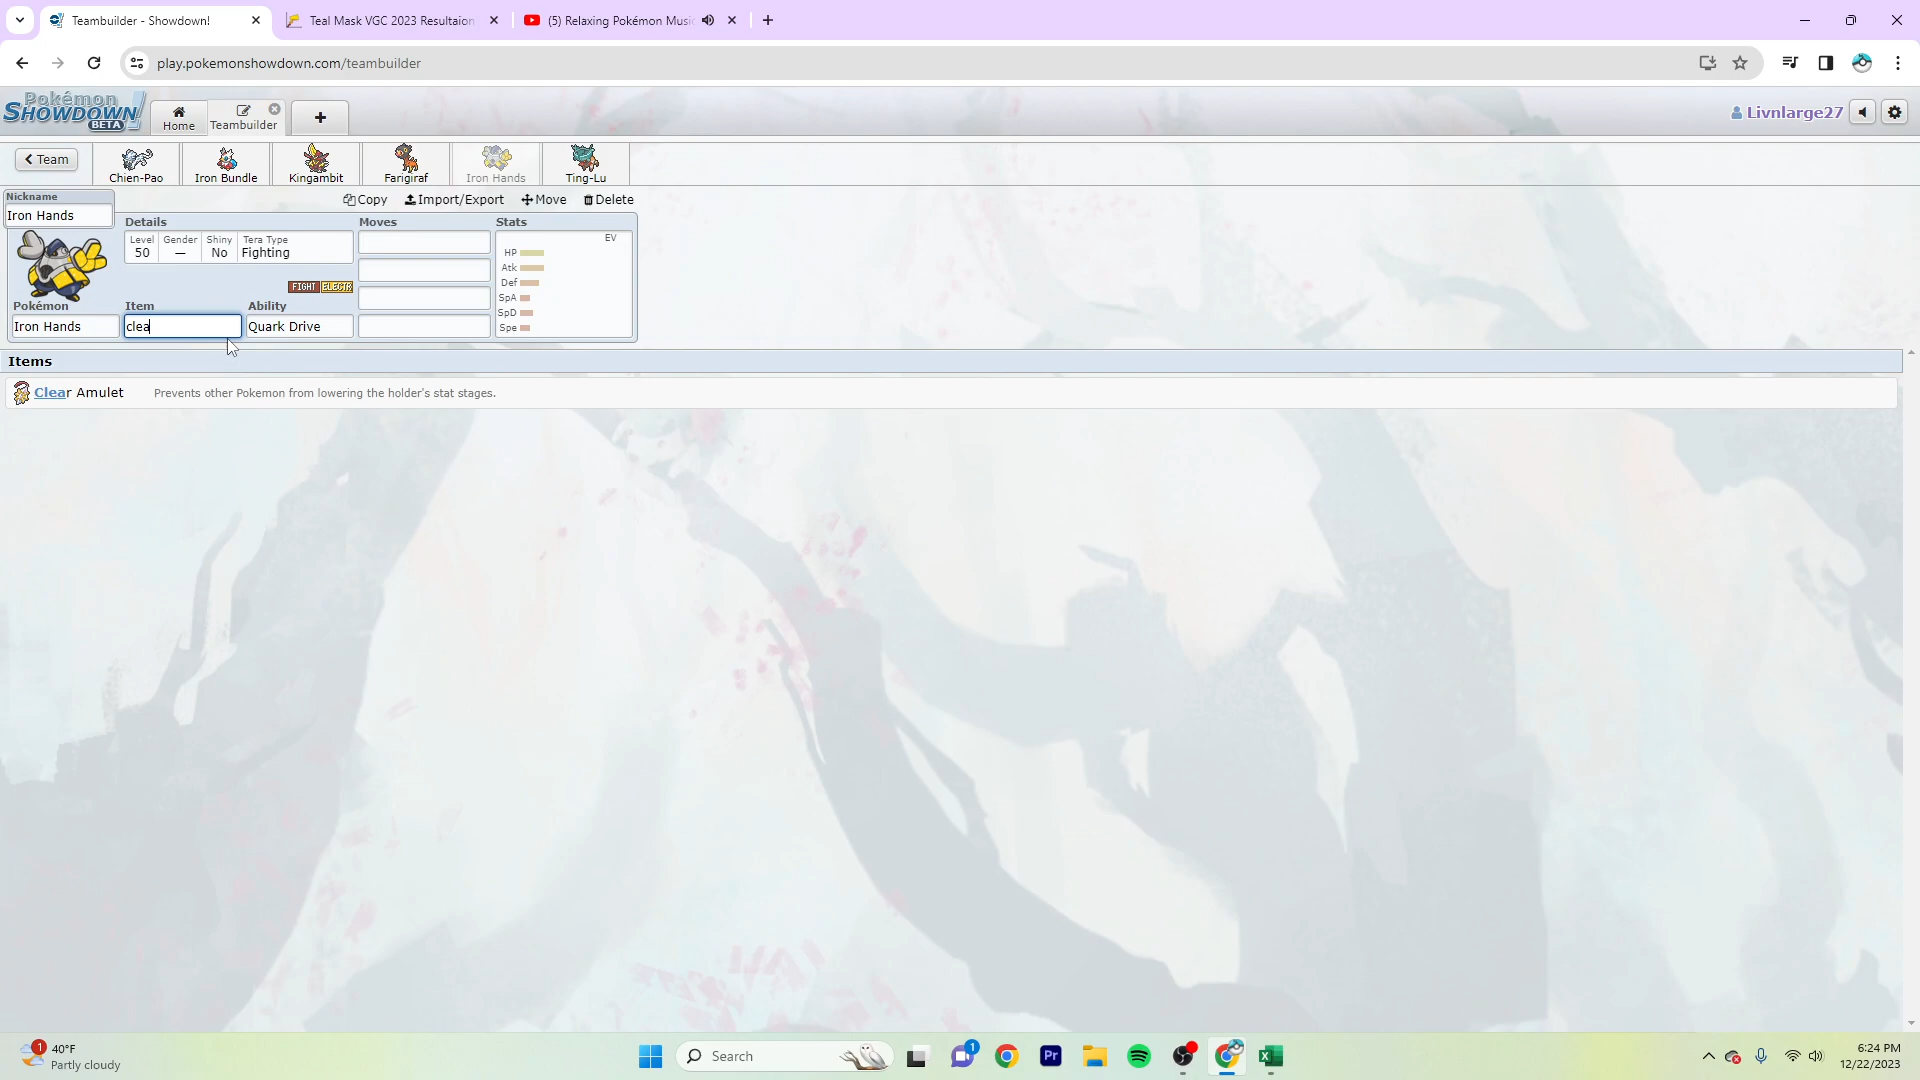 Teambuilder - Showdown!
Teal Mask VGC 2023 Resultaion
(5) Relaxing Pokémon Music
play.pokemonshowdown.com/teambuilder
Pokémon
SHOWDOWN!
BETA
Home
Teambuilder
Livnlarge27
Team
Chien-Pao
Iron Bundle
Kingambit
Farigiraf
Iron Hands
Ting-Lu
Nickname
Iron Hands
Copy
Import/Export
Move
Delete
Details
Moves
Stats
Level
Gender
Shiny
Tera Type
50
—
No
Fighting
EV
HP
Atk
Def
SpA
SpD
Spe
FIGHT
ELECTR
Pokémon
Item
Ability
Iron Hands
clea
Quark Drive
Items
Clear Amulet
Prevents other Pokemon from lowering the holder's stat stages.
1
40°F
Partly cloudy
Search
1
Pr
6:24 PM
12/22/2023